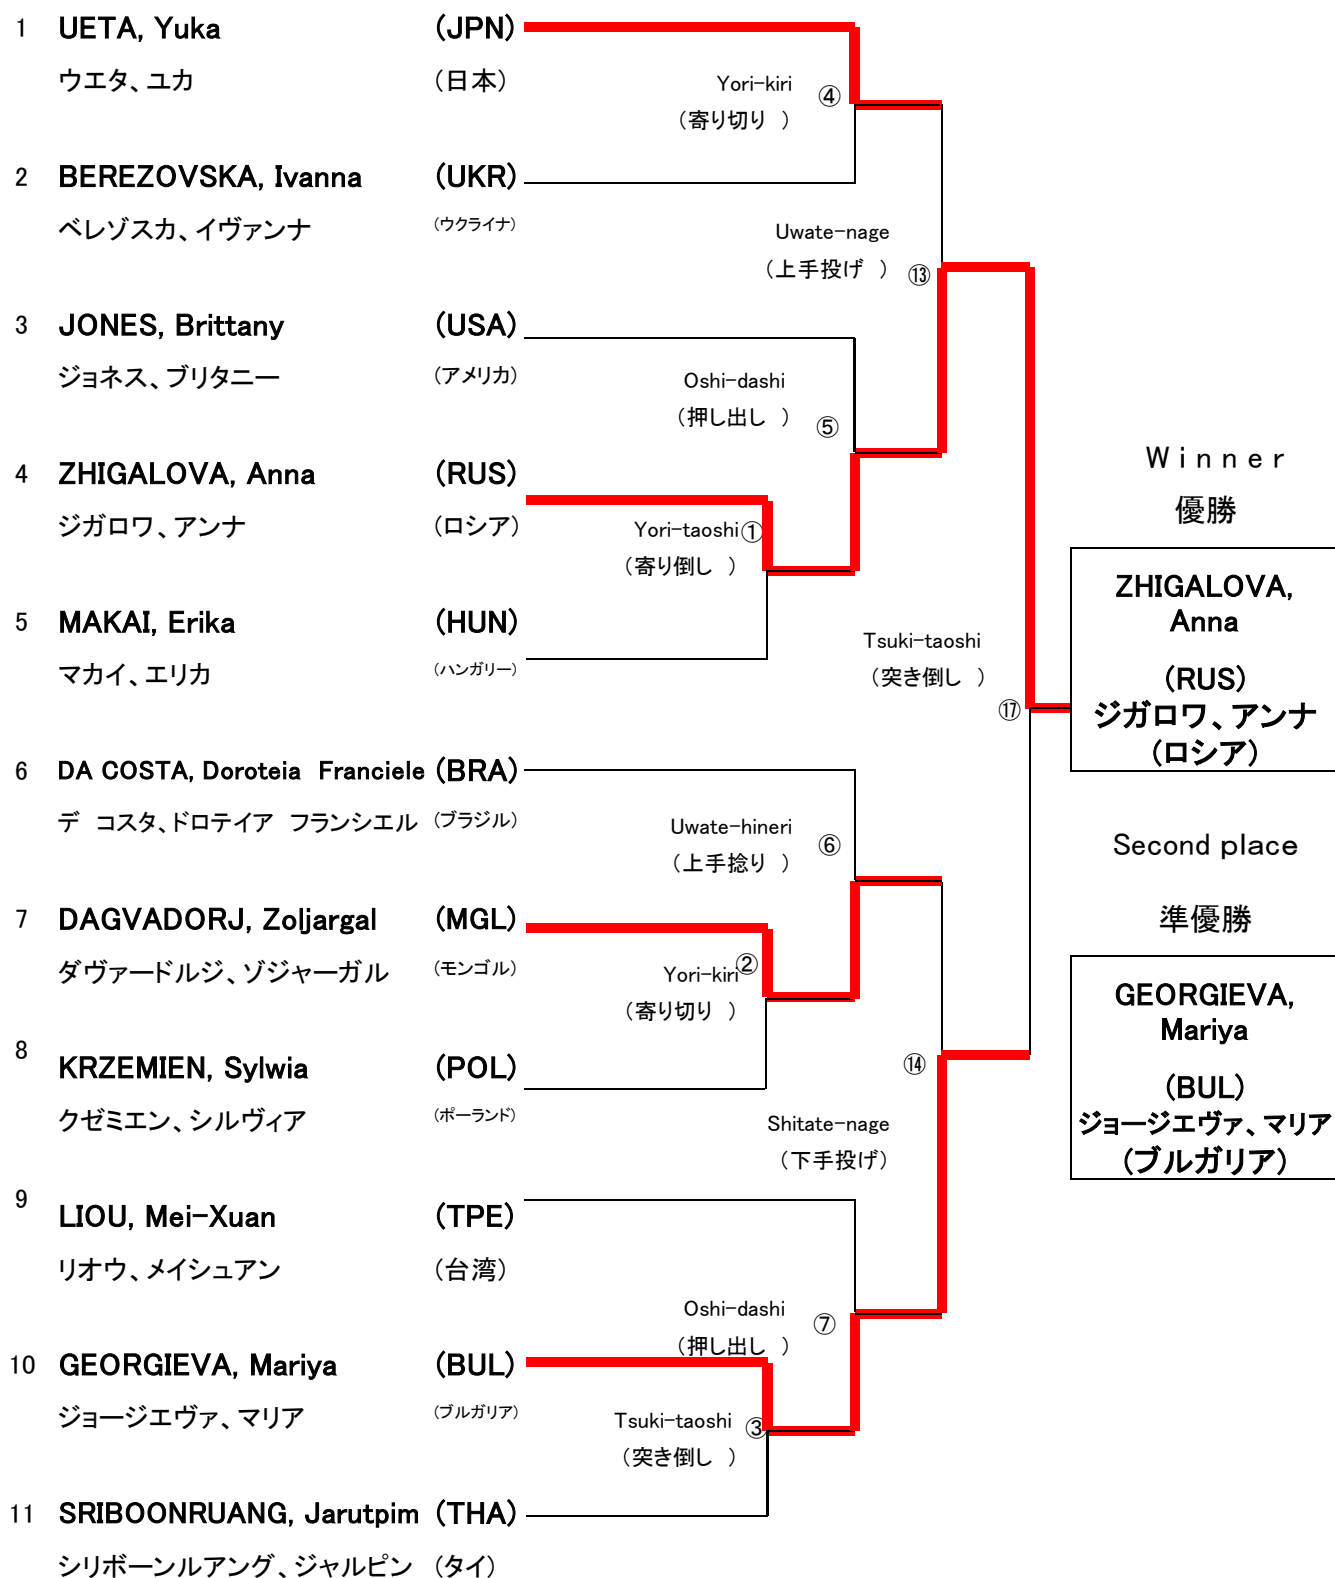 1 UETA, Yuka (JPN)
ウエタ、ユカ (日本)
Yori-kiri ④
(寄り切り )
2 BEREZOVSKA, Ivanna (UKR)
ベレゾスカ、イヴァンナ (ウクライナ)
Uwate-nage
(上手投げ ) ⑬
3 JONES, Brittany (USA)
ジョネス、ブリタニー (アメリカ)
Oshi-dashi
(押し出し ) ⑤
4 ZHIGALOVA, Anna (RUS)
ジガロワ、アンナ (ロシア)
Yori-taoshi ①
(寄り倒し )
5 MAKAI, Erika (HUN)
マカイ、エリカ (ハンガリー)
Tsuki-taoshi
(突き倒し )
⑰
Winner
優勝
ZHIGALOVA,
Anna
(RUS)
ジガロワ、アンナ
(ロシア)
6 DA COSTA, Doroteia Franciele (BRA)
デ コスタ、ドロテイア フランシエル (ブラジル)
Uwate-hineri ⑥
(上手捻り )
Second place
準優勝
7 DAGVADORJ, Zoljargal (MGL)
ダヴァードルジ、ゾジャーガル (モンゴル)
Yori-kiri ②
(寄り切り )
GEORGIEVA,
Mariya
(BUL)
ジョージエヴァ、マリア
(ブルガリア)
8 KRZEMIEN, Sylwia (POL)
クゼミエン、シルヴィア (ポーランド)
⑭
Shitate-nage
(下手投げ)
9 LIOU, Mei-Xuan (TPE)
リオウ、メイシュアン (台湾)
Oshi-dashi ⑦
(押し出し )
10 GEORGIEVA, Mariya (BUL)
ジョージエヴァ、マリア (ブルガリア)
Tsuki-taoshi ③
(突き倒し )
11 SRIBOONRUANG, Jarutpim (THA)
シリボーンルアング、ジャルピン (タイ)